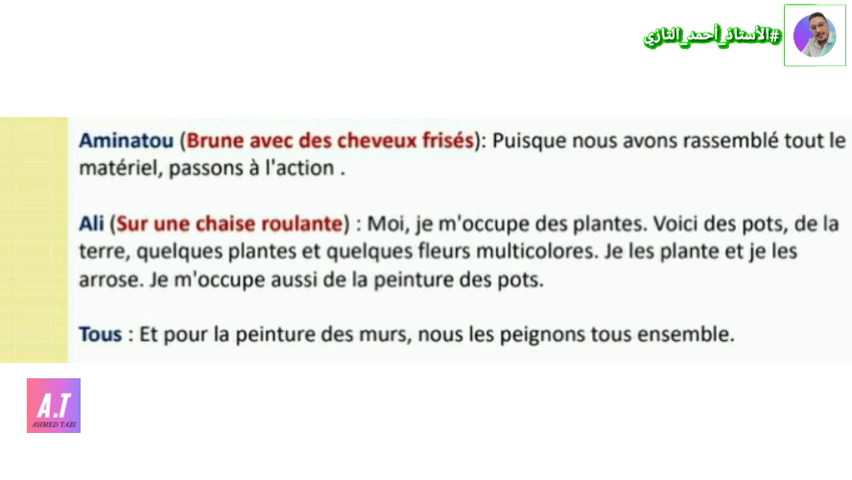 #الأستاذ_أحمد_التازي
Aminatou (Brune avec des cheveux frisés): Puisque nous avons rassemblé tout le
matériel, passons à l'action .
Ali (Sur une chaise roulante) : Moi, je m'occupe des plantes. Voici des pots, de la
terre, quelques plantes et quelques fleurs multicolores. Je les plante et je les
arrose. Je m'occupe aussi de la peinture des pots.
Tous : Et pour la peinture des murs, nous les peignons tous ensemble.
A.T
AHMED TAZI